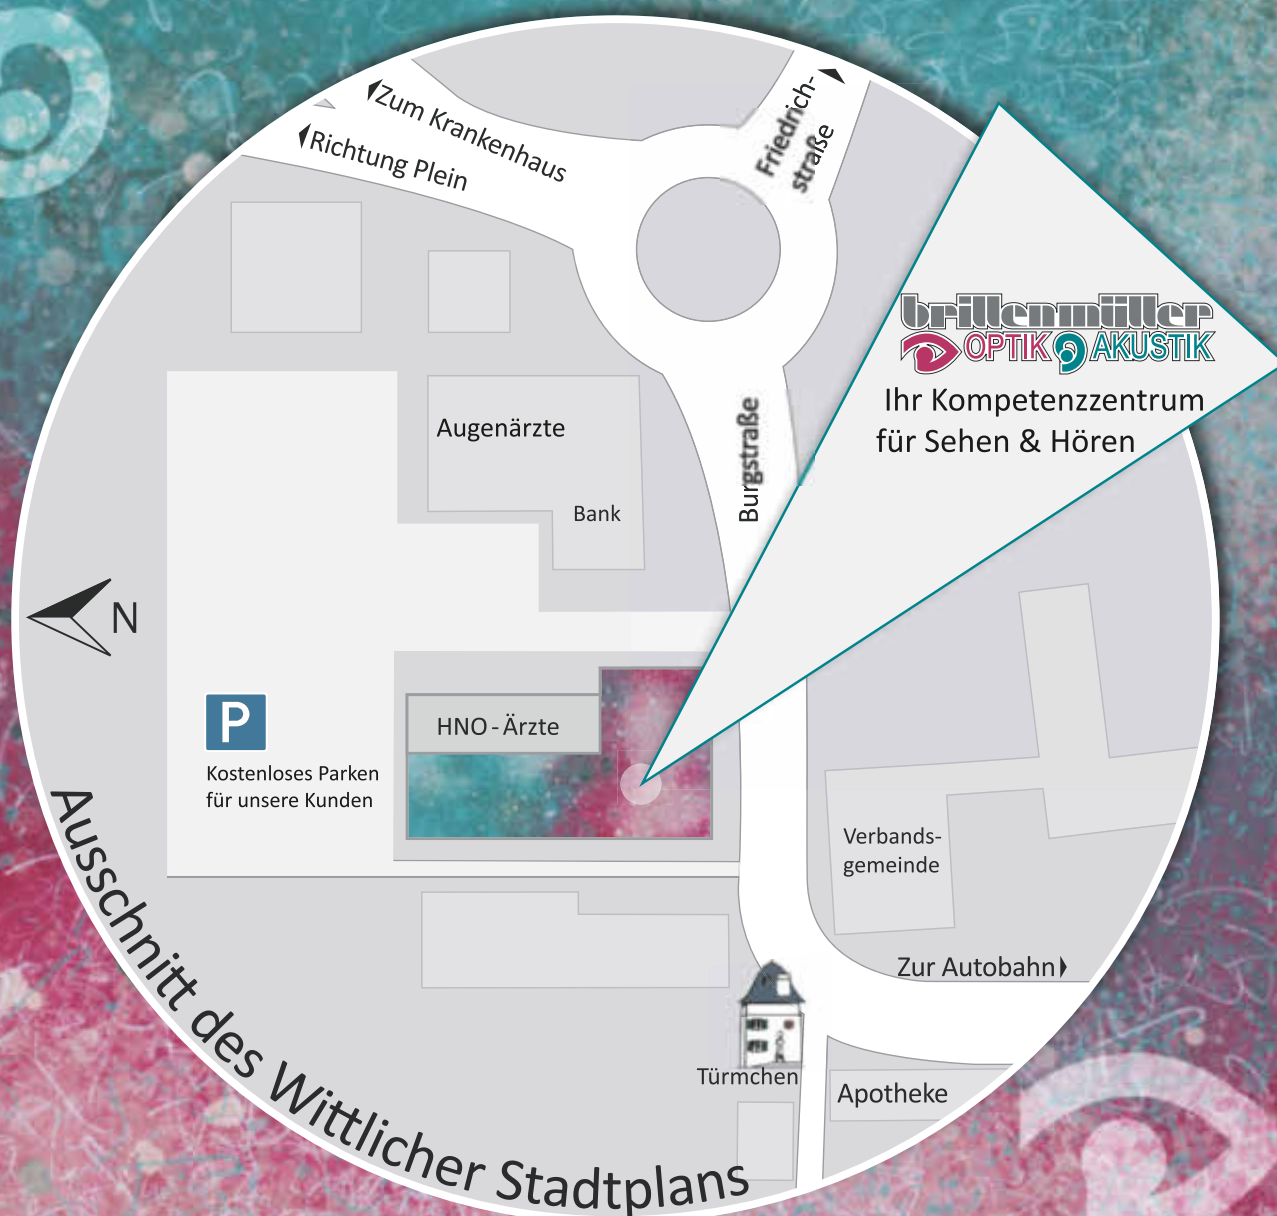 Zum Krankenhaus
Richtung Plein
Friedrich-
straße
brillenmüller
OPTIK AKUSTIK
Ihr Kompetenzzentrum
für Sehen & Hören
Augenärzte
Bank
Burgstraße
N
P
Kostenloses Parken
für unsere Kunden
HNO-Ärzte
Verbands-
gemeinde
Zur Autobahn
Türmchen
Apotheke
Ausschnitt des Wittlicher Stadtplans